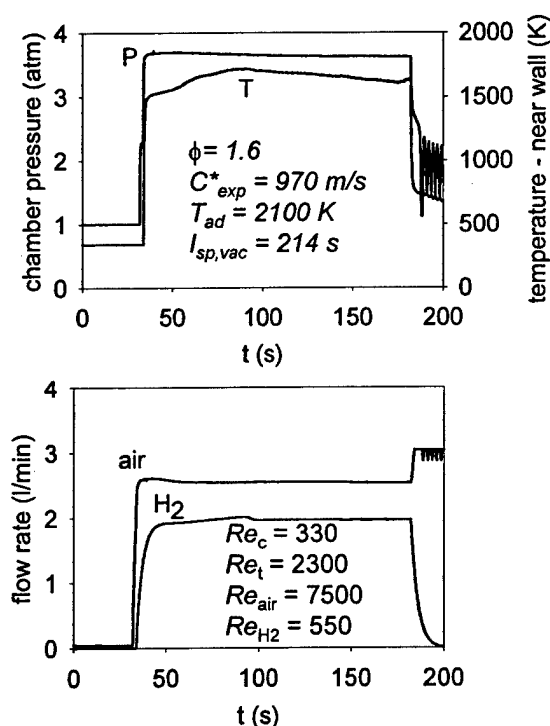 chamber pressure (atm)
4
3
2
1
0
P
T
ϕ= 1.6
C*exp = 970 m/s
Tad = 2100 K
Isp,vac = 214 s
2000
1500
1000
500
0
temperature - near wall (K)
0 50 100 150 200
t (s)
flow rate (l/min)
4
3
2
1
0
air
H2
Rec = 330
Ret = 2300
Reair = 7500
ReH2 = 550
0 50 100 150 200
t (s)